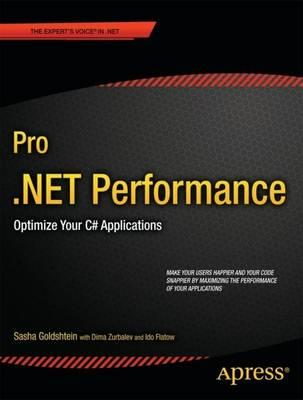 THE EXPERT'S VOICE® IN .NET
Pro
.NET Performance
Optimize Your C# Applications
MAKE YOUR USERS HAPPIER AND YOUR CODE
SNAPPIER BY MAXIMIZING THE PERFORMANCE
OF YOUR APPLICATIONS
Sasha Goldshtein with Dima Zurbalev and Ido Flatow
Apress®